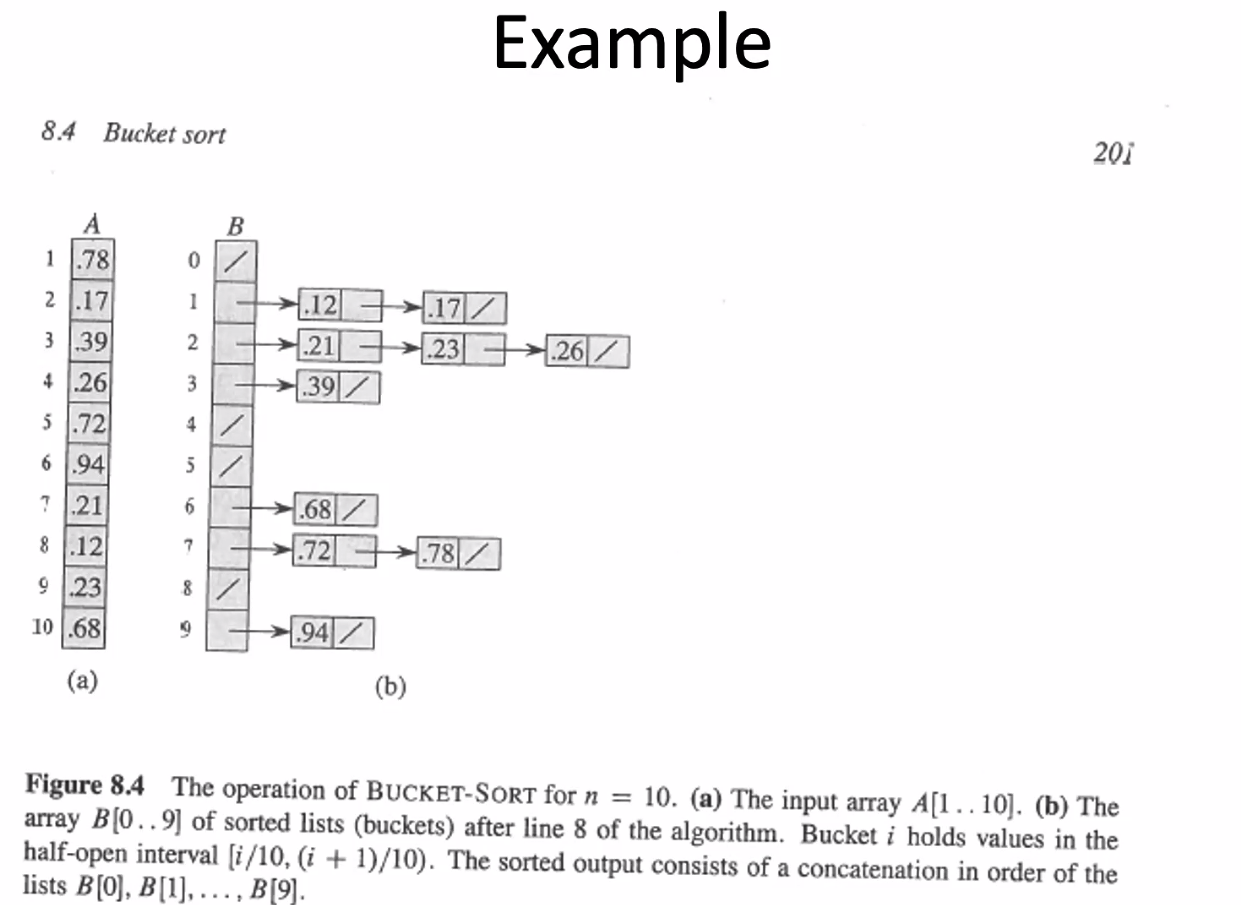 Example
8.4 Bucket sort
201
A B
1 .78 0 /
2 .17 1 .12 .17 /
3 .39 2 .21 .23 .26 /
4 .26 3 .39 /
5 .72 4 /
6 .94 5 /
7 .21 6 .68 /
8 .12 7 .72 .78 /
9 .23 8 /
10 .68 9 .94 /
(a) (b)
Figure 8.4 The operation of BUCKET-SORT for n = 10. (a) The input array A[1 . . 10]. (b) The
array B[0 . . 9] of sorted lists (buckets) after line 8 of the algorithm. Bucket i holds values in the
half-open interval [i/10, (i + 1)/10). The sorted output consists of a concatenation in order of the
lists B[0], B[1], . . . , B[9].